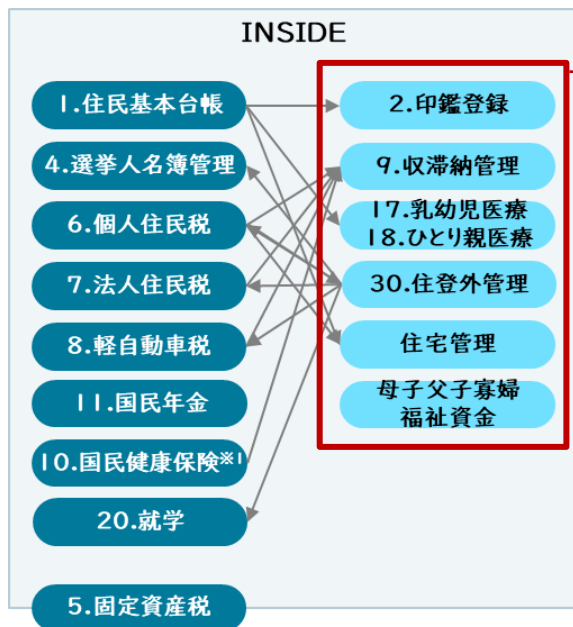 INSIDE
1.住民基本台帳
4.選挙人名簿管理
6.個人住民税
7.法人住民税
8.軽自動車税
11.国民年金
10.国民健康保険※1
20.就学
5.固定資産税
2.印鑑登録
9.収滞納管理
17.乳幼児医療
18.ひとり親医療
30.住登外管理
住宅管理
母子父子寡婦
福祉資金